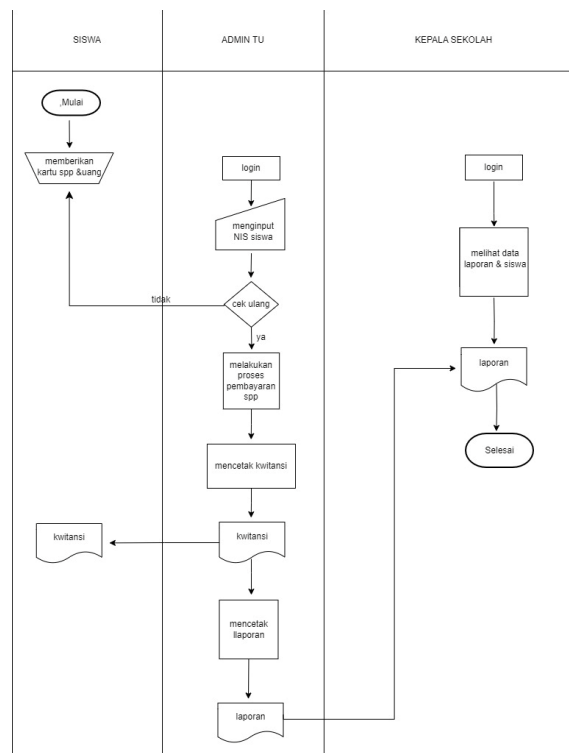 SISWA
ADMIN TU
KEPALA SEKOLAH
,Mulai
memberikan
kartu spp &uang
login
menginput
NIS siswa
cek ulang
tidak
ya
melakukan
proses
pembayaran
spp
mencetak kwitansi
kwitansi
kwitansi
mencetak
llaporan
laporan
login
melihat data
laporan & siswa
laporan
Selesai